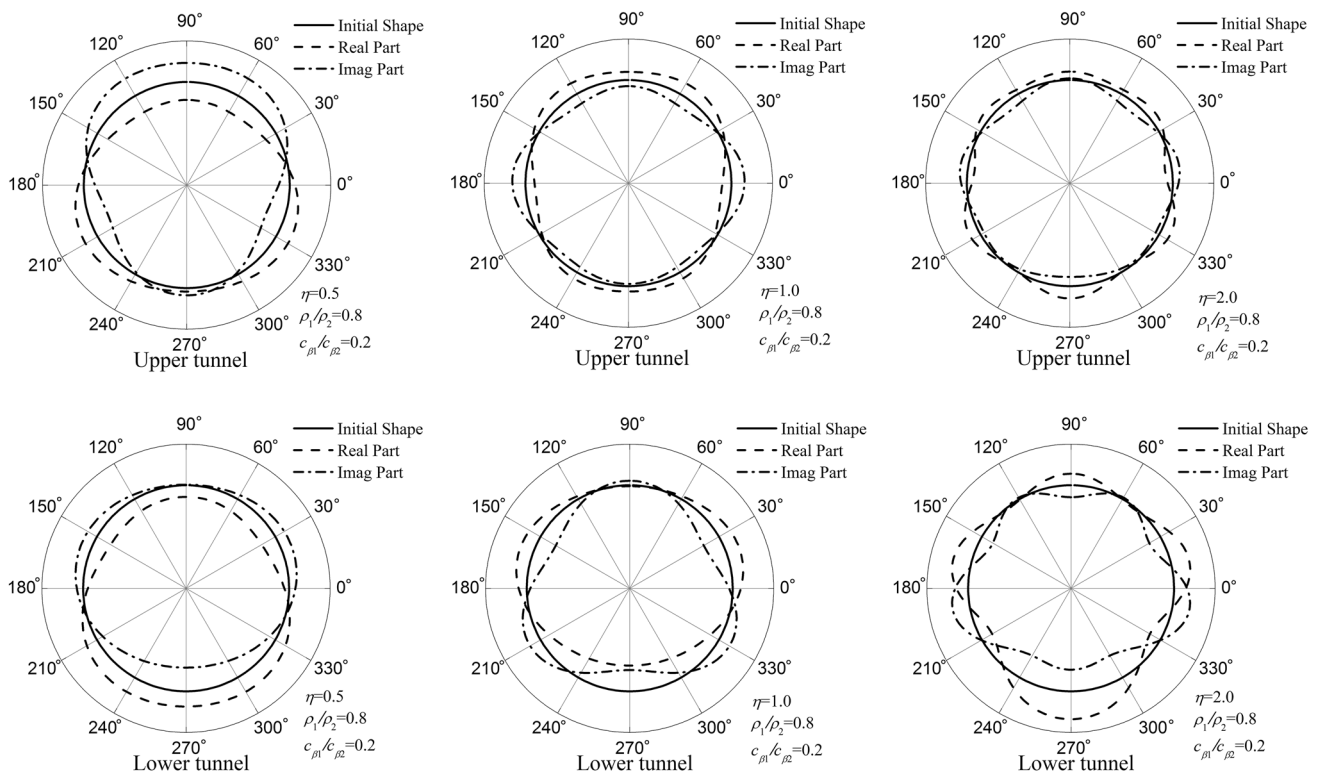 90°
120°
60°
150°
30°
180°
0°
210°
330°
240°
300°
270°
Initial Shape
Real Part
Imag Part
η=0.5
ρ₁/ρ₂=0.8
cᵦ₁/cᵦ₂=0.2
Upper tunnel
90°
120°
60°
150°
30°
180°
0°
210°
330°
240°
300°
270°
Initial Shape
Real Part
Imag Part
η=1.0
ρ₁/ρ₂=0.8
cᵦ₁/cᵦ₂=0.2
Upper tunnel
90°
120°
60°
150°
30°
180°
0°
210°
330°
240°
300°
270°
Initial Shape
Real Part
Imag Part
η=2.0
ρ₁/ρ₂=0.8
cᵦ₁/cᵦ₂=0.2
Upper tunnel
90°
120°
60°
150°
30°
180°
0°
210°
330°
240°
300°
270°
Initial Shape
Real Part
Imag Part
η=0.5
ρ₁/ρ₂=0.8
cᵦ₁/cᵦ₂=0.2
Lower tunnel
90°
120°
60°
150°
30°
180°
0°
210°
330°
240°
300°
270°
Initial Shape
Real Part
Imag Part
η=1.0
ρ₁/ρ₂=0.8
cᵦ₁/cᵦ₂=0.2
Lower tunnel
90°
120°
60°
150°
30°
180°
0°
210°
330°
240°
300°
270°
Initial Shape
Real Part
Imag Part
η=2.0
ρ₁/ρ₂=0.8
cᵦ₁/cᵦ₂=0.2
Lower tunnel